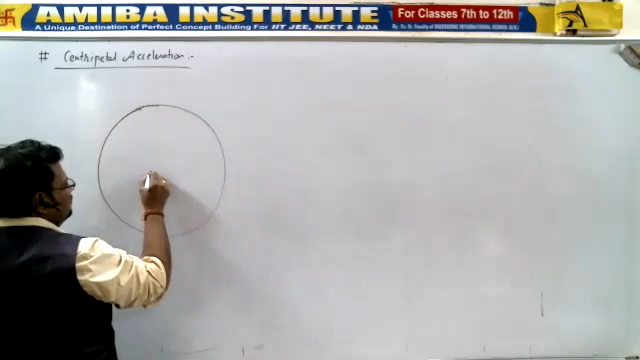 AMIBA INSTITUTE
For Classes 7th to 12th
A Unique Destination of Perfect Concept Building For IIT JEE, NEET & NDA
# Centripetal Acceleration:-